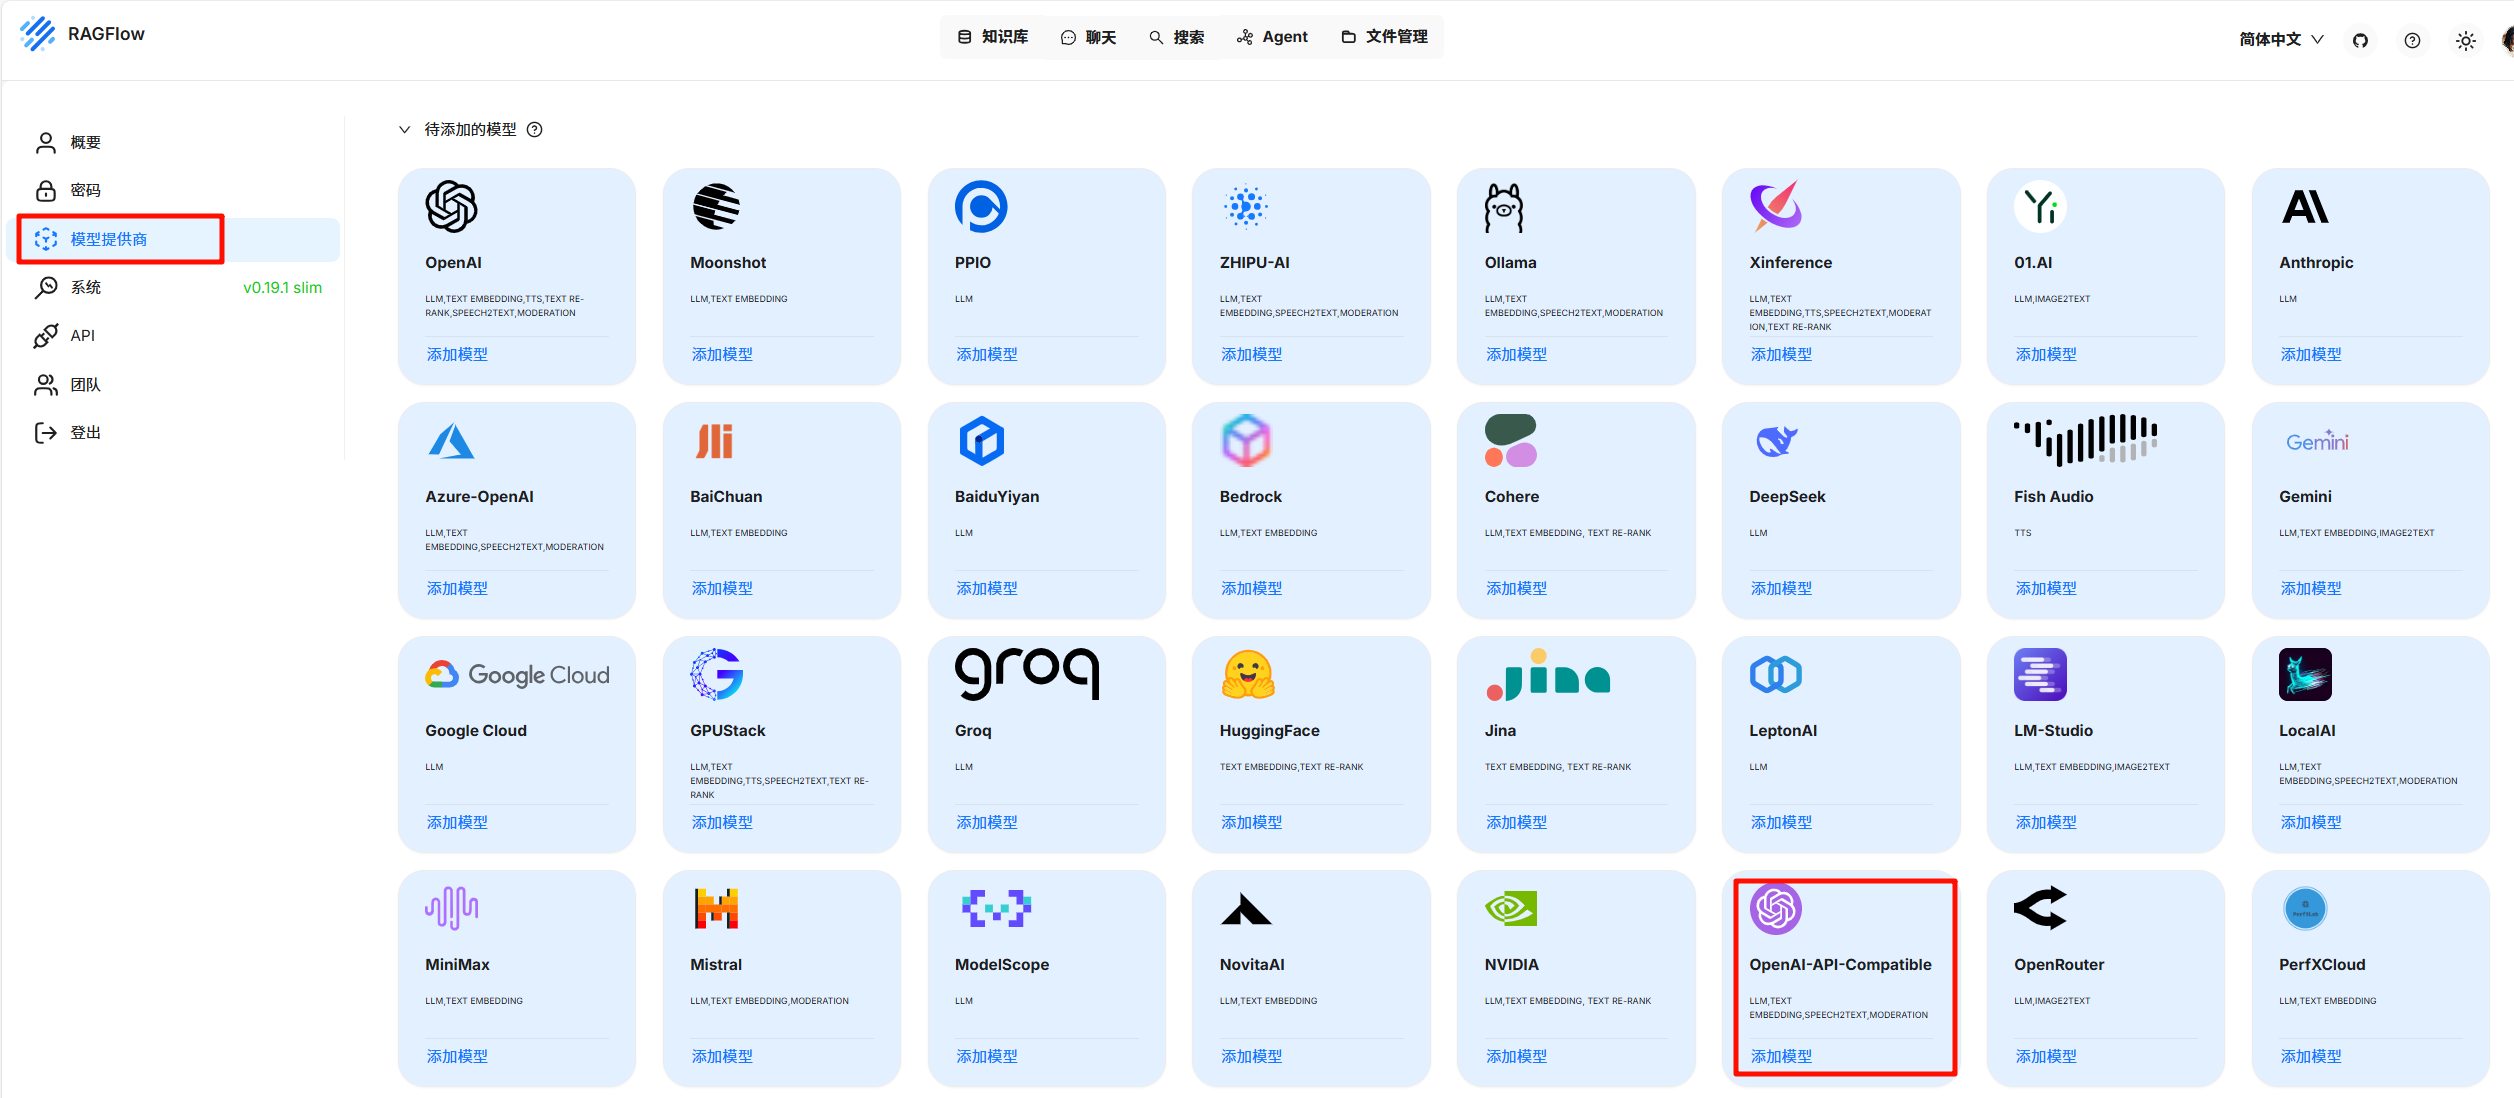 RAGFlow
知识库
聊天
搜索
Agent
文件管理
简体中文
概要
密码
模型提供商
系统
v0.19.1 slim
API
团队
登出
待添加的模型
OpenAI
LLM,TEXT EMBEDDING,TTS,TEXT RE-
RANK,SPEECH2TEXT,MODERATION
添加模型
Moonshot
LLM,TEXT EMBEDDING
添加模型
PPIO
LLM
添加模型
ZHIPU-AI
LLM,TEXT
EMBEDDING,SPEECH2TEXT,MODERATION
添加模型
Ollama
LLM,TEXT
EMBEDDING,SPEECH2TEXT,MODERATION
添加模型
Xinference
LLM,TEXT
EMBEDDING,TTS,SPEECH2TEXT,MODERAT
ION,TEXT RE-RANK
添加模型
01.AI
LLM,IMAGE2TEXT
添加模型
Anthropic
LLM
添加模型
Azure-OpenAI
LLM,TEXT
EMBEDDING,SPEECH2TEXT,MODERATION
添加模型
BaiChuan
LLM,TEXT EMBEDDING
添加模型
BaiduYiyan
LLM
添加模型
Bedrock
LLM,TEXT EMBEDDING
添加模型
Cohere
LLM,TEXT EMBEDDING, TEXT RE-RANK
添加模型
DeepSeek
LLM
添加模型
Fish Audio
TTS
添加模型
Gemini
Gemini
LLM,TEXT EMBEDDING,IMAGE2TEXT
添加模型
Google Cloud
Google Cloud
LLM
添加模型
GPUStack
LLM,TEXT
EMBEDDING,TTS,SPEECH2TEXT,TEXT RE-
RANK
添加模型
groq
Groq
LLM
添加模型
HuggingFace
TEXT EMBEDDING,TEXT RE-RANK
添加模型
Jina
Jina
TEXT EMBEDDING, TEXT RE-RANK
添加模型
LeptonAI
LLM
添加模型
LM-Studio
LLM,TEXT EMBEDDING,IMAGE2TEXT
添加模型
LocalAI
LLM,TEXT
EMBEDDING,SPEECH2TEXT,MODERATION
添加模型
MiniMax
LLM,TEXT EMBEDDING
添加模型
Mistral
LLM,TEXT EMBEDDING,MODERATION
添加模型
ModelScope
LLM
添加模型
NovitaAI
LLM,TEXT EMBEDDING
添加模型
NVIDIA
LLM,TEXT EMBEDDING, TEXT RE-RANK
添加模型
OpenAI-API-Compatible
LLM,TEXT
EMBEDDING,SPEECH2TEXT,MODERATION
添加模型
OpenRouter
LLM,IMAGE2TEXT
添加模型
PerfXLab
PerfXCloud
LLM,TEXT EMBEDDING
添加模型